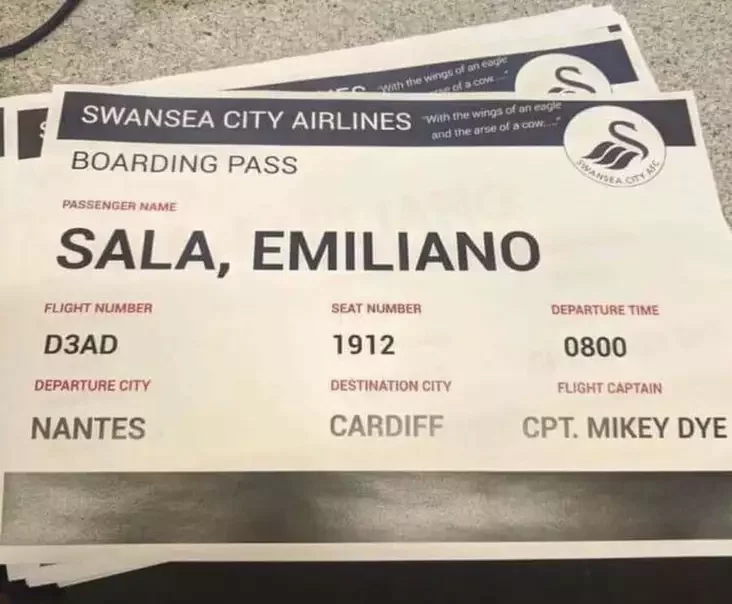 "With the wings of an eagle
of a cow...."
SWANSEA CITY AIRLINES
"With the wings of an eagle
and the arse of a cow...."
SWANSEA CITY AFC
BOARDING PASS
PASSENGER NAME
SALA, EMILIANO
FLIGHT NUMBER SEAT NUMBER DEPARTURE TIME
D3AD 1912 0800
DEPARTURE CITY DESTINATION CITY FLIGHT CAPTAIN
NANTES CARDIFF CPT. MIKEY DYE